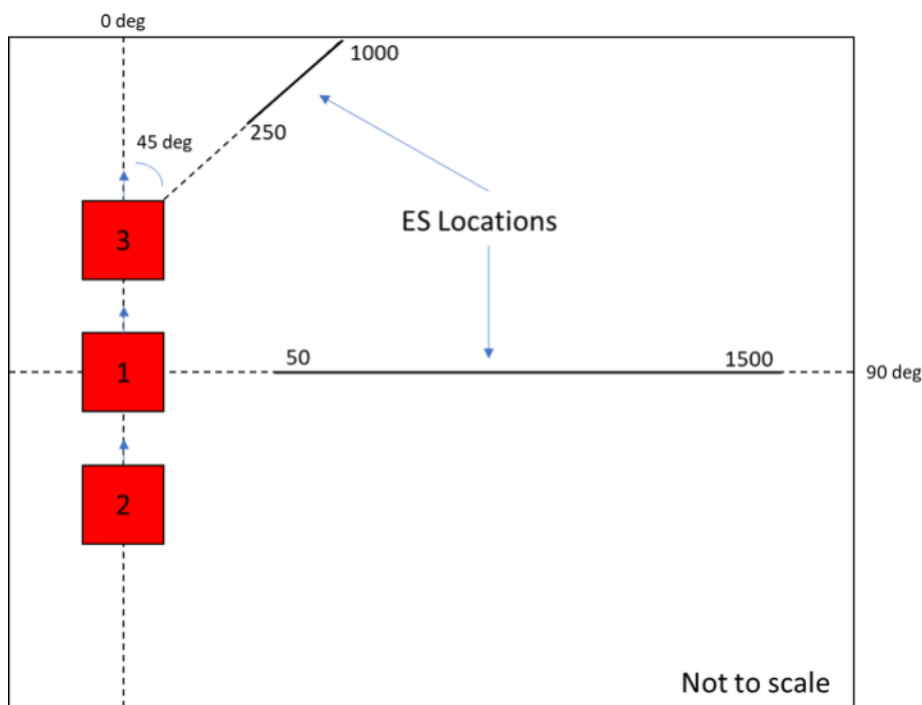 0 deg
1000
250
45 deg
3
ES Locations
50
1500
1
90 deg
2
Not to scale